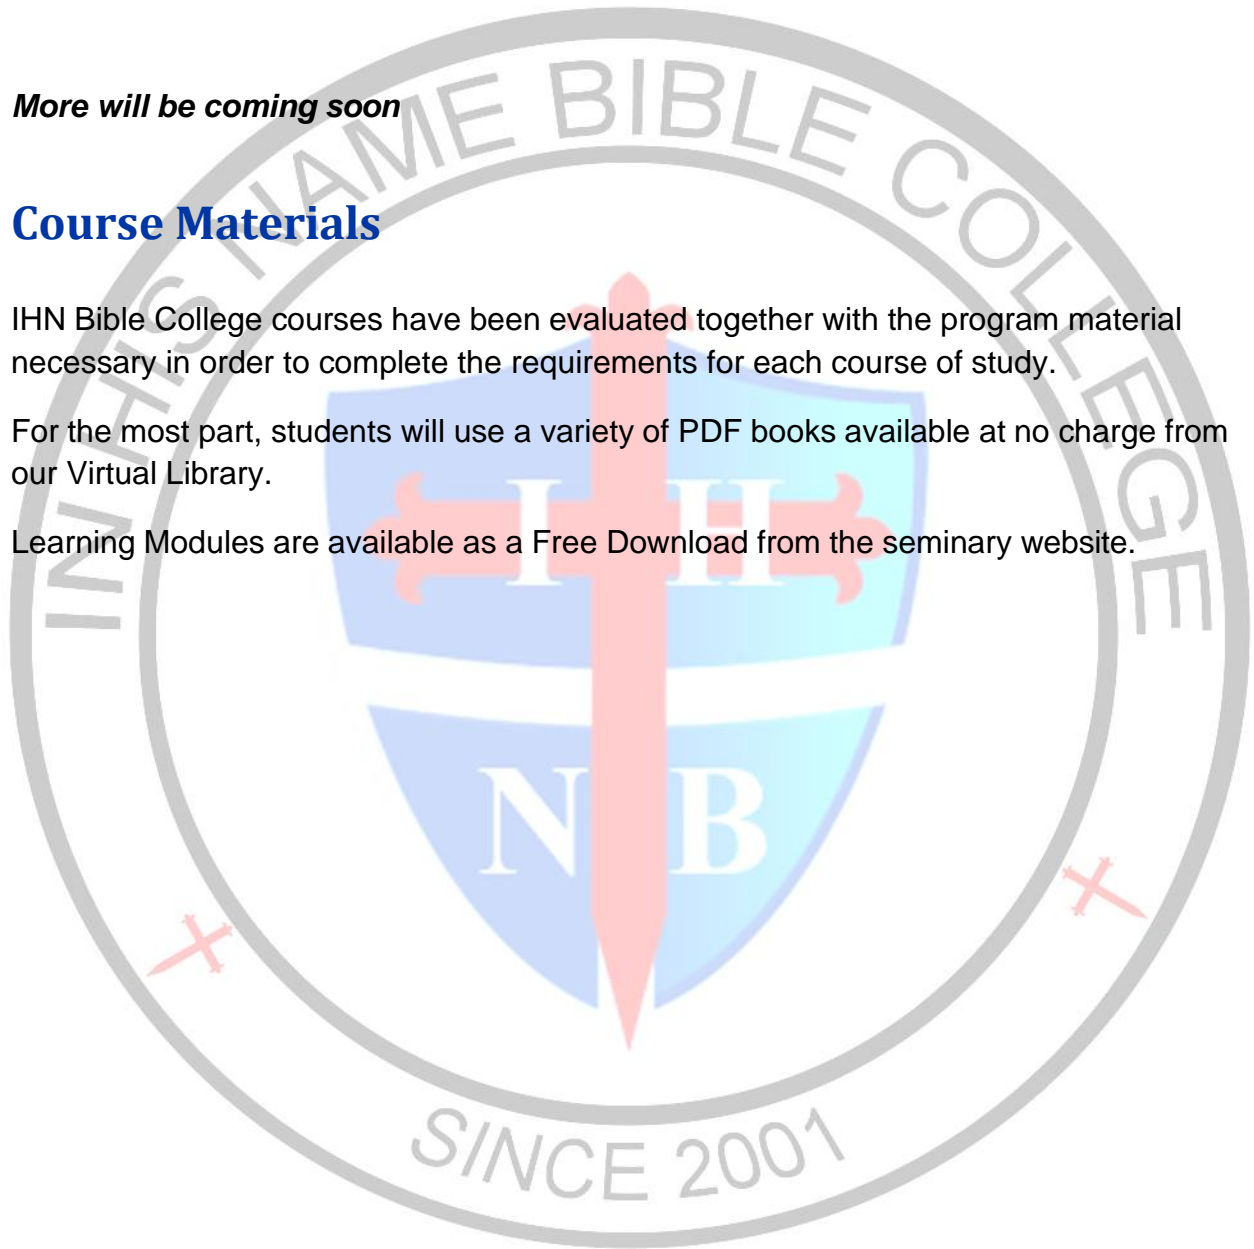 More will be coming soon
Course Materials
IHN Bible College courses have been evaluated together with the program material
necessary in order to complete the requirements for each course of study.
For the most part, students will use a variety of PDF books available at no charge from
our Virtual Library.
Learning Modules are available as a Free Download from the seminary website.
IN HIS NAME BIBLE COLLEGE
I H
N B
SINCE 2001